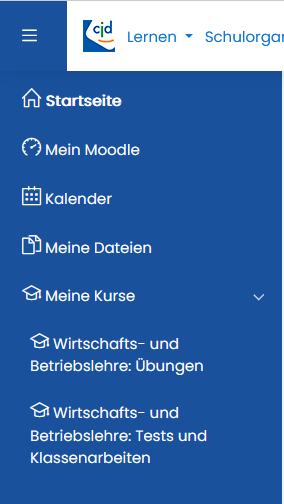 cjd
Lernen Schulorgan
Startseite
Mein Moodle
Kalender
Meine Dateien
Meine Kurse
Wirtschafts- und
Betriebslehre: Übungen
Wirtschafts- und
Betriebslehre: Tests und
Klassenarbeiten